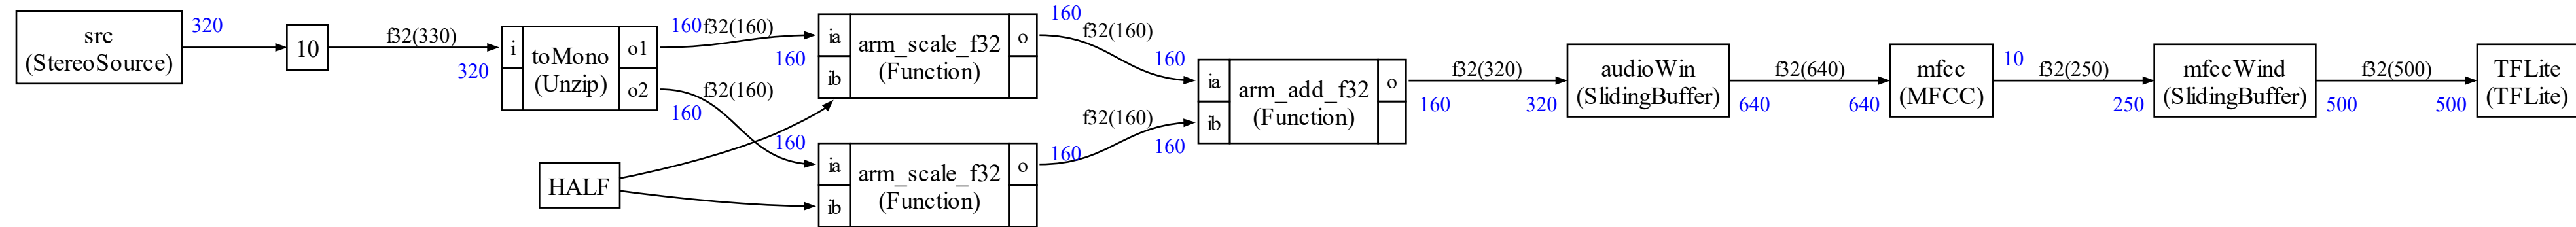 src
(StereoSource)
320
10
f32(330)
320
i
toMono
(Unzip)
o1
o2
160
f32(160)
160
f32(160)
160
160
HALF
ia
ib
arm_scale_f32
(Function)
o
160
f32(160)
160
ia
ib
arm_scale_f32
(Function)
o
160
f32(160)
160
ia
ib
arm_add_f32
(Function)
o
f32(320)
160
320
audioWin
(SlidingBuffer)
f32(640)
640
640
mfcc
(MFCC)
10
f32(250)
250
mfccWind
(SlidingBuffer)
f32(500)
500
500
TFLite
(TFLite)